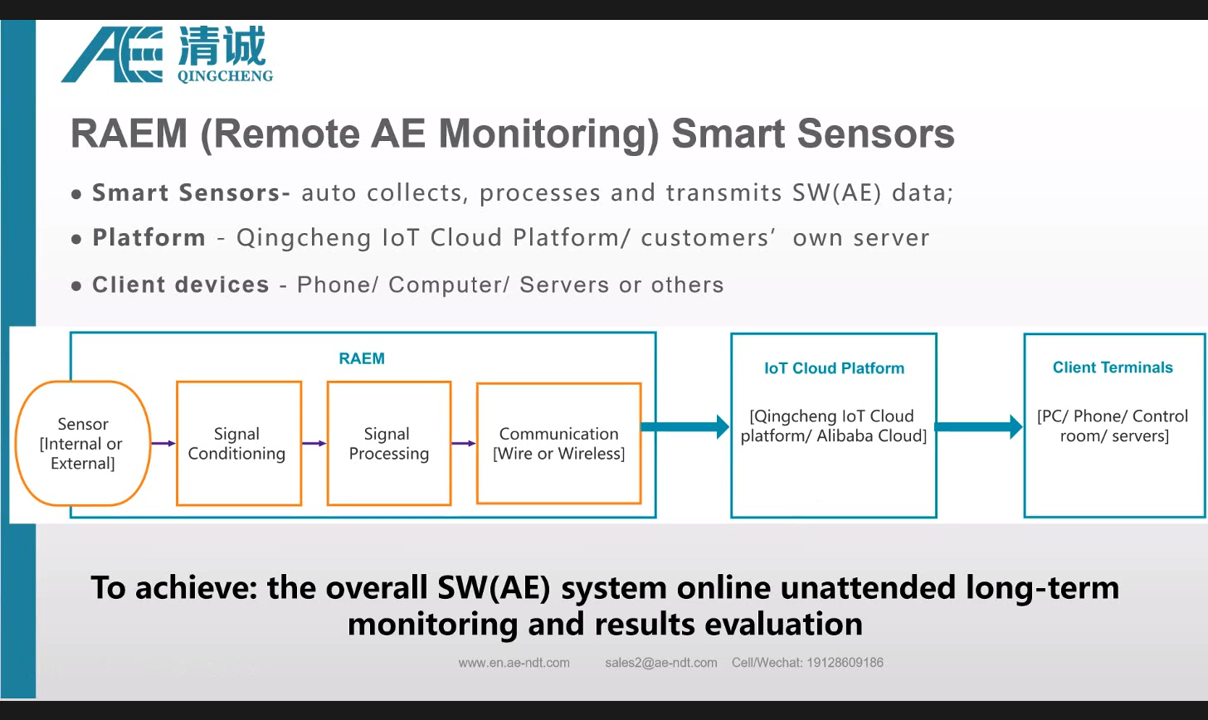 AE 清诚
QINGCHENG
RAEM (Remote AE Monitoring) Smart Sensors
● Smart Sensors- auto collects, processes and transmits SW(AE) data;
● Platform - Qingcheng IoT Cloud Platform/ customers’ own server
● Client devices - Phone/ Computer/ Servers or others
RAEM
Sensor
[Internal or
External]
Signal
Conditioning
Signal
Processing
Communication
[Wire or Wireless]
IoT Cloud Platform
[Qingcheng IoT Cloud
platform/ Alibaba Cloud]
Client Terminals
[PC/ Phone/ Control
room/ servers]
To achieve: the overall SW(AE) system online unattended long-term
monitoring and results evaluation
www.en.ae-ndt.com sales2@ae-ndt.com Cell/Wechat: 19128609186